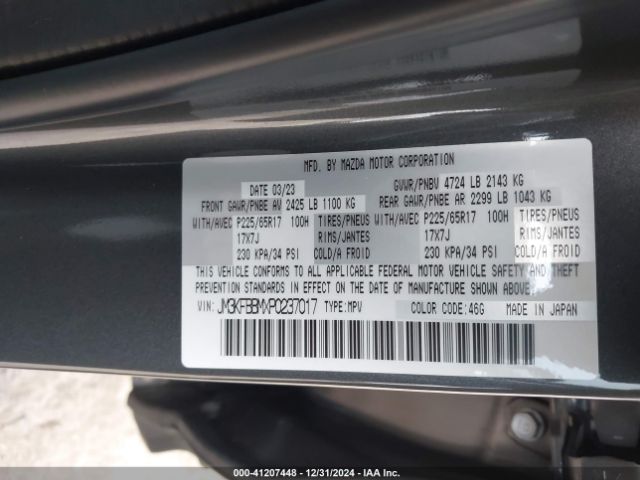 MFD. BY MAZDA MOTOR CORPORATION
DATE 03/23 GVWR/PNBV 4724 LB 2143 KG
FRONT GAWR/PNBE AV 2425 LB 1100 KG REAR GAWR/PNBE AR 2299 LB 1043 KG
WITH/AVEC P225/65R17 100H TIRES/PNEUS WITH/AVEC P225/65R17 100H TIRES/PNEUS
17X7J RIMS/JANTES 17X7J RIMS/JANTES
230 KPA/34 PSI COLD/A FROID 230 KPA/34 PSI COLD/A FROID
THIS VEHICLE CONFORMS TO ALL APPLICABLE FEDERAL MOTOR VEHICLE SAFETY AND THEFT
PREVENTION STANDARDS IN EFFECT ON THE DATE OF MANUFACTURE SHOWN ABOVE.
VIN: JM3KFBBMXP0237017 TYPE: MPV COLOR CODE: 46G MADE IN JAPAN
000-41207448 - 12/31/2024 - IAA Inc.